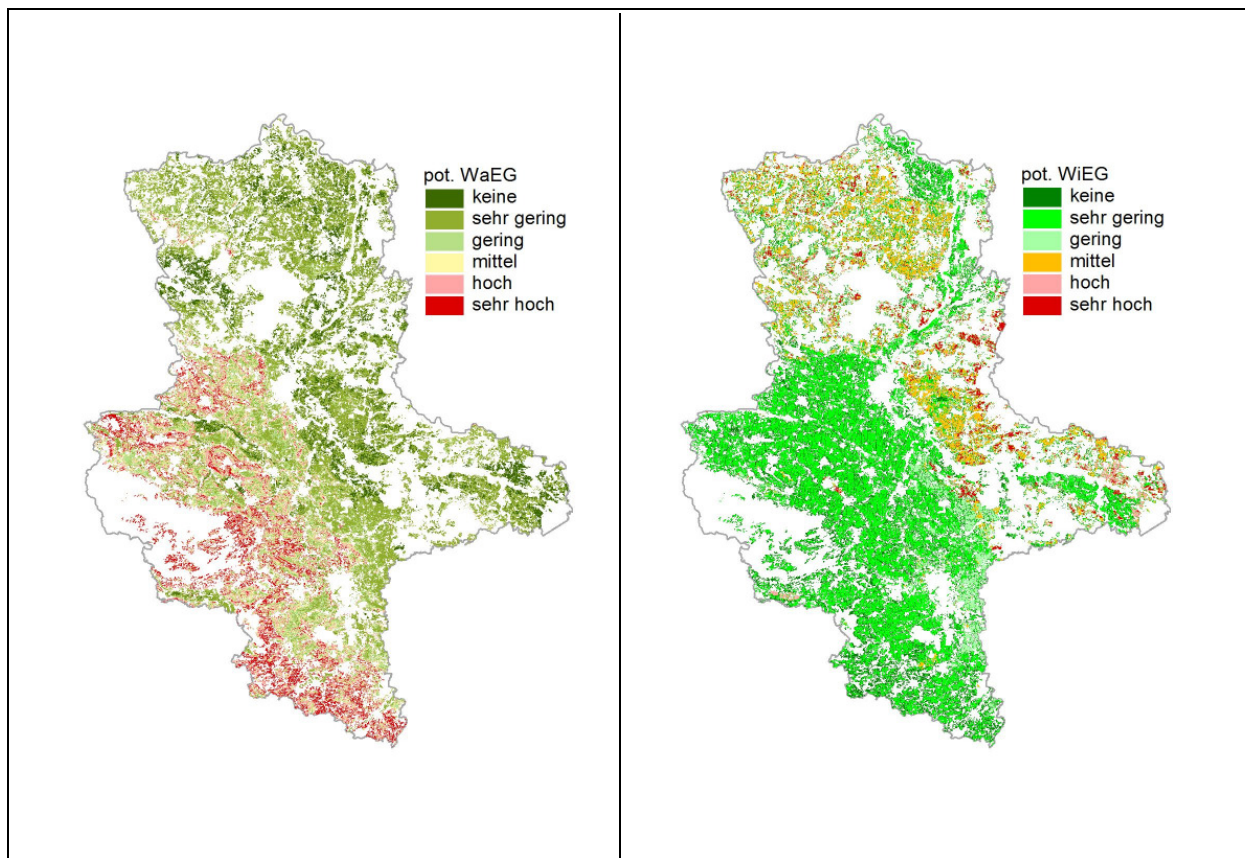 pot. WaEG
keine
sehr gering
gering
mittel
hoch
sehr hoch
pot. WiEG
keine
sehr gering
gering
mittel
hoch
sehr hoch